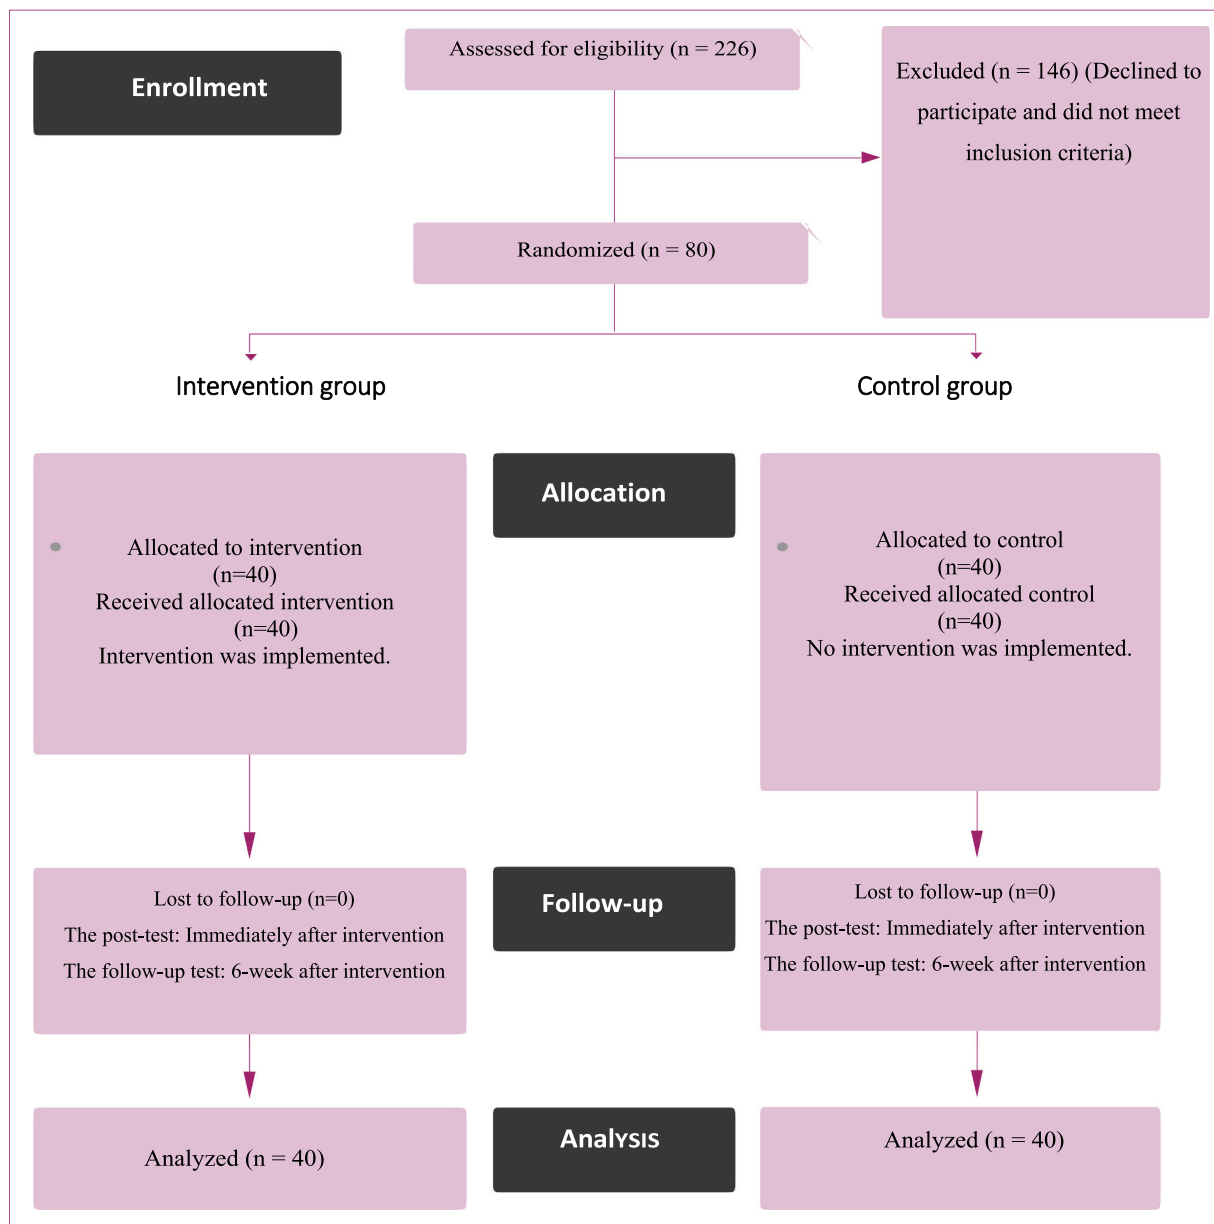 Enrollment
Assessed for eligibility (n = 226)
Excluded (n = 146) (Declined to
participate and did not meet
inclusion criteria)
Randomized (n = 80)
Intervention group
Control group
Allocation
Allocated to intervention
(n=40)
Received allocated intervention
(n=40)
Intervention was implemented.
Allocated to control
(n=40)
Received allocated control
(n=40)
No intervention was implemented.
Follow-up
Lost to follow-up (n=0)
The post-test: Immediately after intervention
The follow-up test: 6-week after intervention
Lost to follow-up (n=0)
The post-test: Immediately after intervention
The follow-up test: 6-week after intervention
Analysis
Analyzed (n = 40)
Analyzed (n = 40)